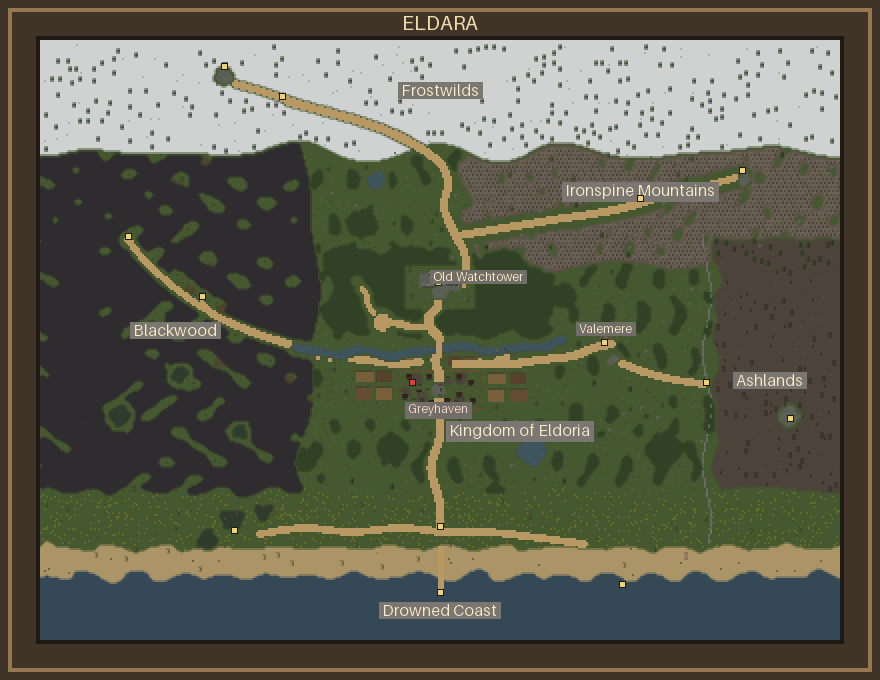 ELDARA
Frostwilds
Ironspine Mountains
Old Watchtower
Blackwood
Valemere
Ashlands
Greyhaven
Kingdom of Eldoria
Drowned Coast